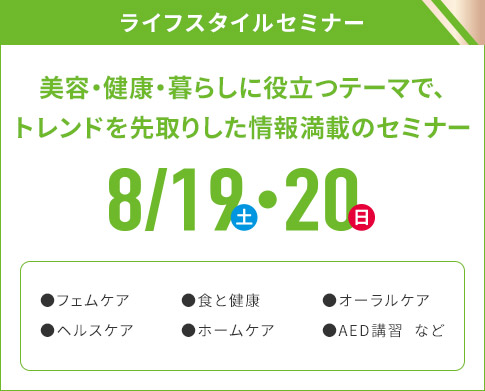 ライフスタイルセミナー
美容・健康・暮らしに役立つテーマで、
トレンドを先取りした情報満載のセミナー
8/19土・20日
●フェムケア ●食と健康 ●オーラルケア
●ヘルスケア ●ホームケア ●AED講習 など